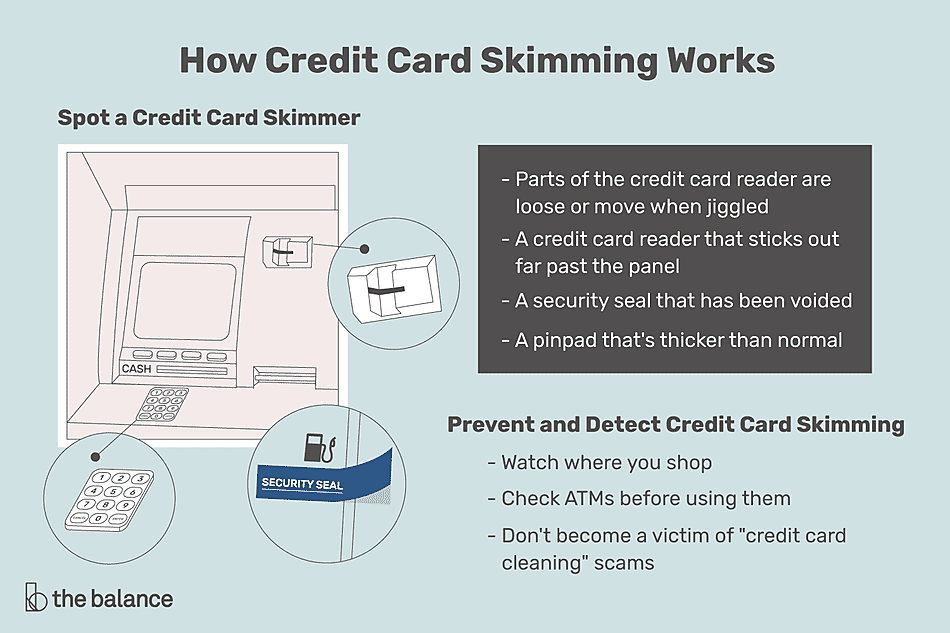 How Credit Card Skimming Works
Spot a Credit Card Skimmer
- Parts of the credit card reader are
loose or move when jiggled
- A credit card reader that sticks out
far past the panel
- A security seal that has been voided
- A pinpad that's thicker than normal
CASH
1 2 3
4 5 6
7 8 9
0
SECURITY SEAL
Prevent and Detect Credit Card Skimming
- Watch where you shop
- Check ATMs before using them
- Don't become a victim of "credit card
cleaning" scams
the balance